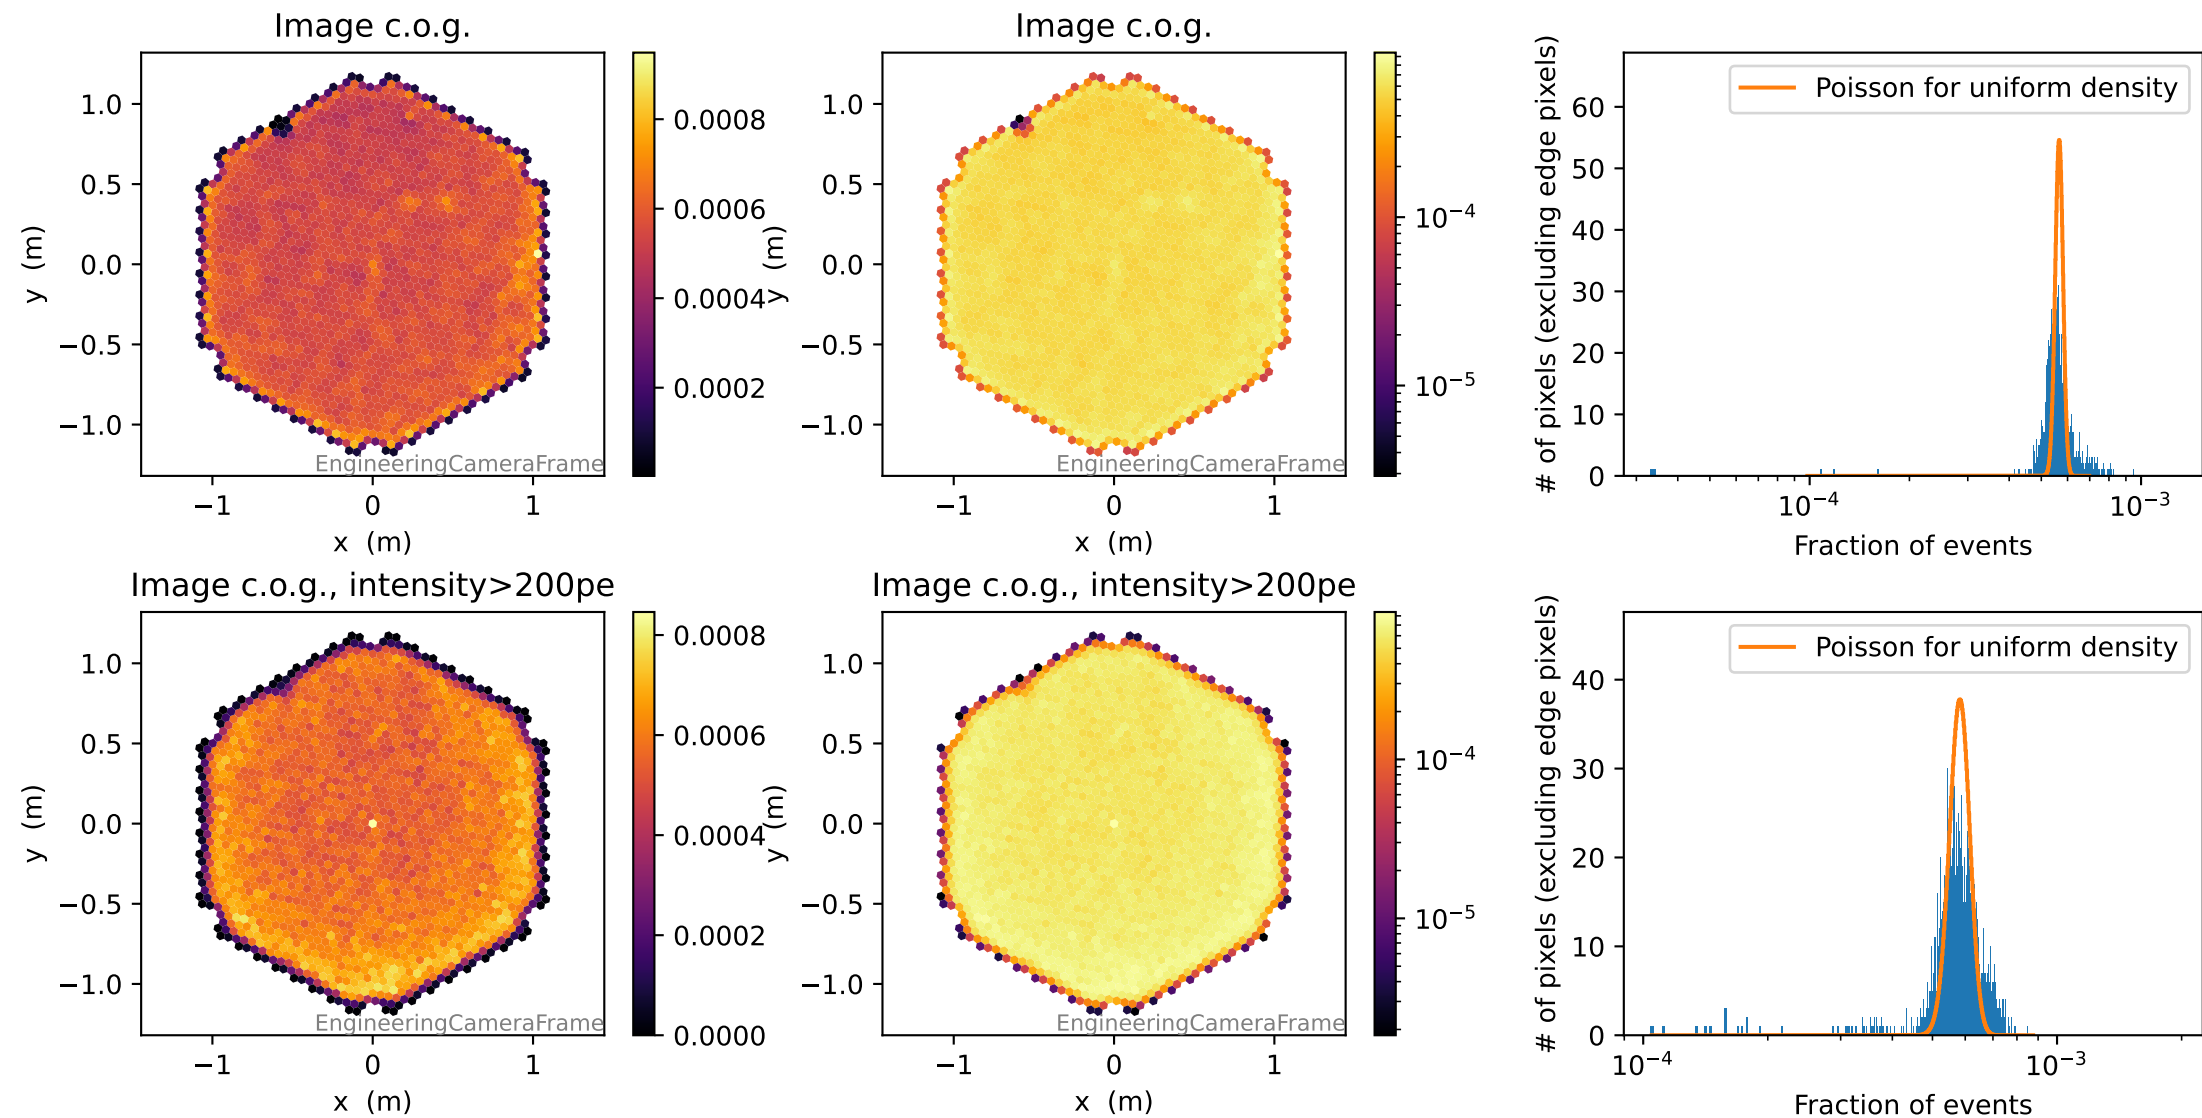 Image c.o.g.
1.0
0.5
0.0
−0.5
−1.0
y (m)
−1
0
1
x (m)
EngineeringCameraFrame
0.0008
0.0006
0.0004
0.0002
Image c.o.g.
1.0
0.5
0.0
−0.5
−1.0
y (m)
−1
0
1
x (m)
EngineeringCameraFrame
10⁻⁴
10⁻⁵
# of pixels (excluding edge pixels)
60
50
40
30
20
10
0
Poisson for uniform density
10⁻⁴
10⁻³
Fraction of events
Image c.o.g., intensity>200pe
1.0
0.5
0.0
−0.5
−1.0
y (m)
−1
0
1
x (m)
EngineeringCameraFrame
0.0008
0.0006
0.0004
0.0002
0.0000
Image c.o.g., intensity>200pe
1.0
0.5
0.0
−0.5
−1.0
y (m)
−1
0
1
x (m)
EngineeringCameraFrame
10⁻⁴
10⁻⁵
# of pixels (excluding edge pixels)
40
30
20
10
0
Poisson for uniform density
10⁻⁴
10⁻³
Fraction of events